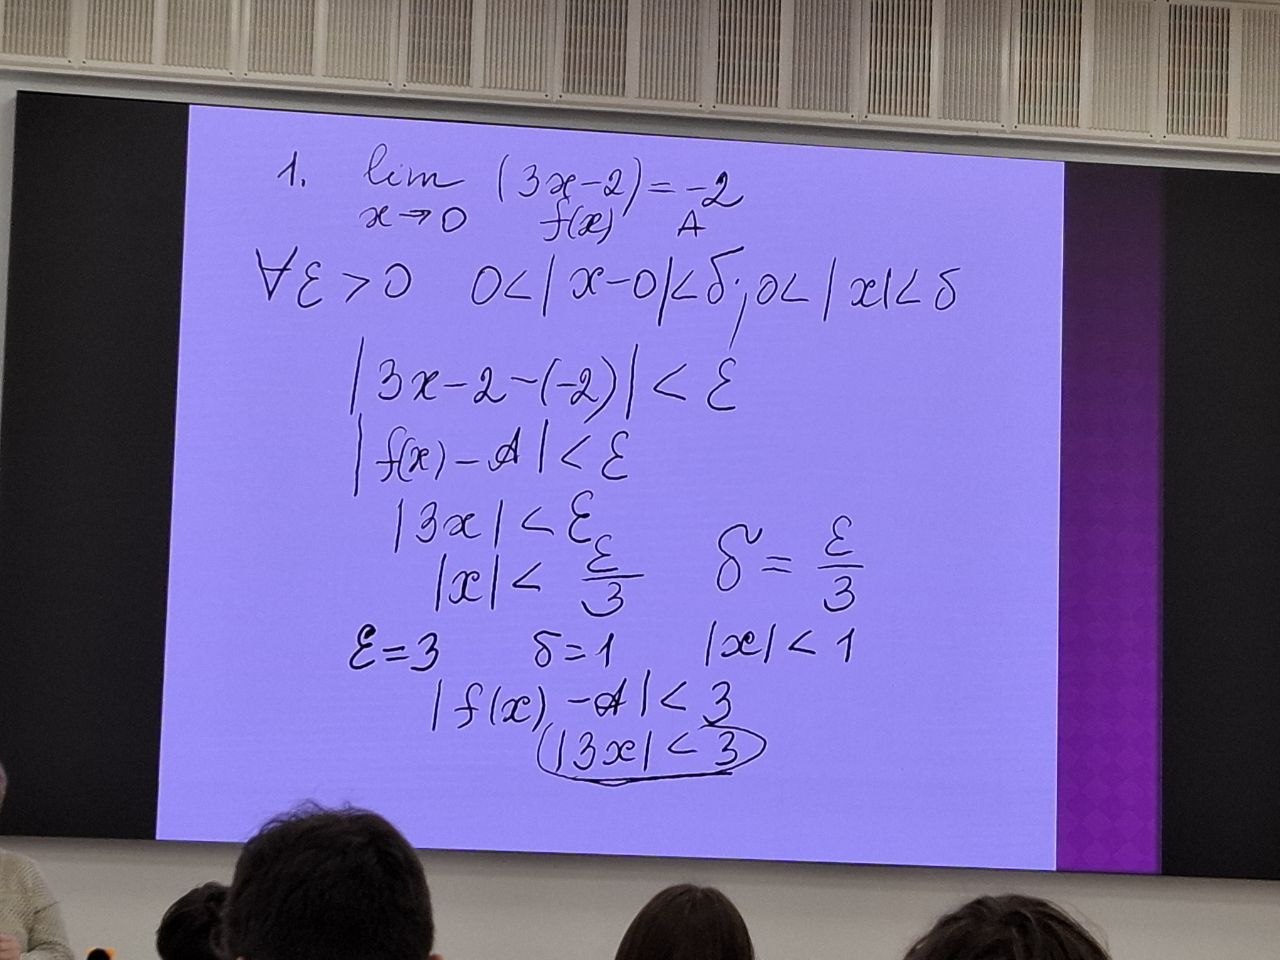 1. lim (3x-2) = -2
x→0 f(x) A
∀ε>0 0<|x-0|<δ; 0<|x|<δ
|3x-2-(-2)|<ε
|f(x)-A|<ε
|3x|<ε
|x|<ε/3 δ=ε/3
ε=3 δ=1 |x|<1
|f(x)-A|<3
|3x|<3